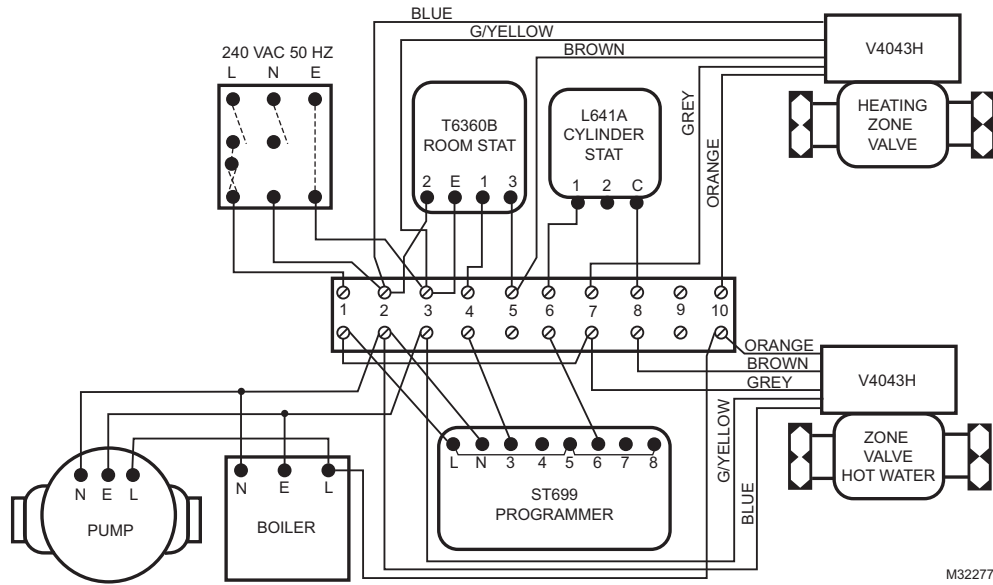 BLUE
G/YELLOW
BROWN
V4043H
HEATING
ZONE
VALVE
240 VAC 50 HZ
L N E
T6360B
ROOM STAT
2 E 1 3
L641A
CYLINDER
STAT
1 2 C
GREY
ORANGE
1 2 3 4 5 6 7 8 9 10
ORANGE
BROWN
GREY
G/YELLOW
BLUE
V4043H
ZONE
VALVE
HOT WATER
N E L
PUMP
N E L
BOILER
L N 3 4 5 6 7 8
ST699
PROGRAMMER
M32277